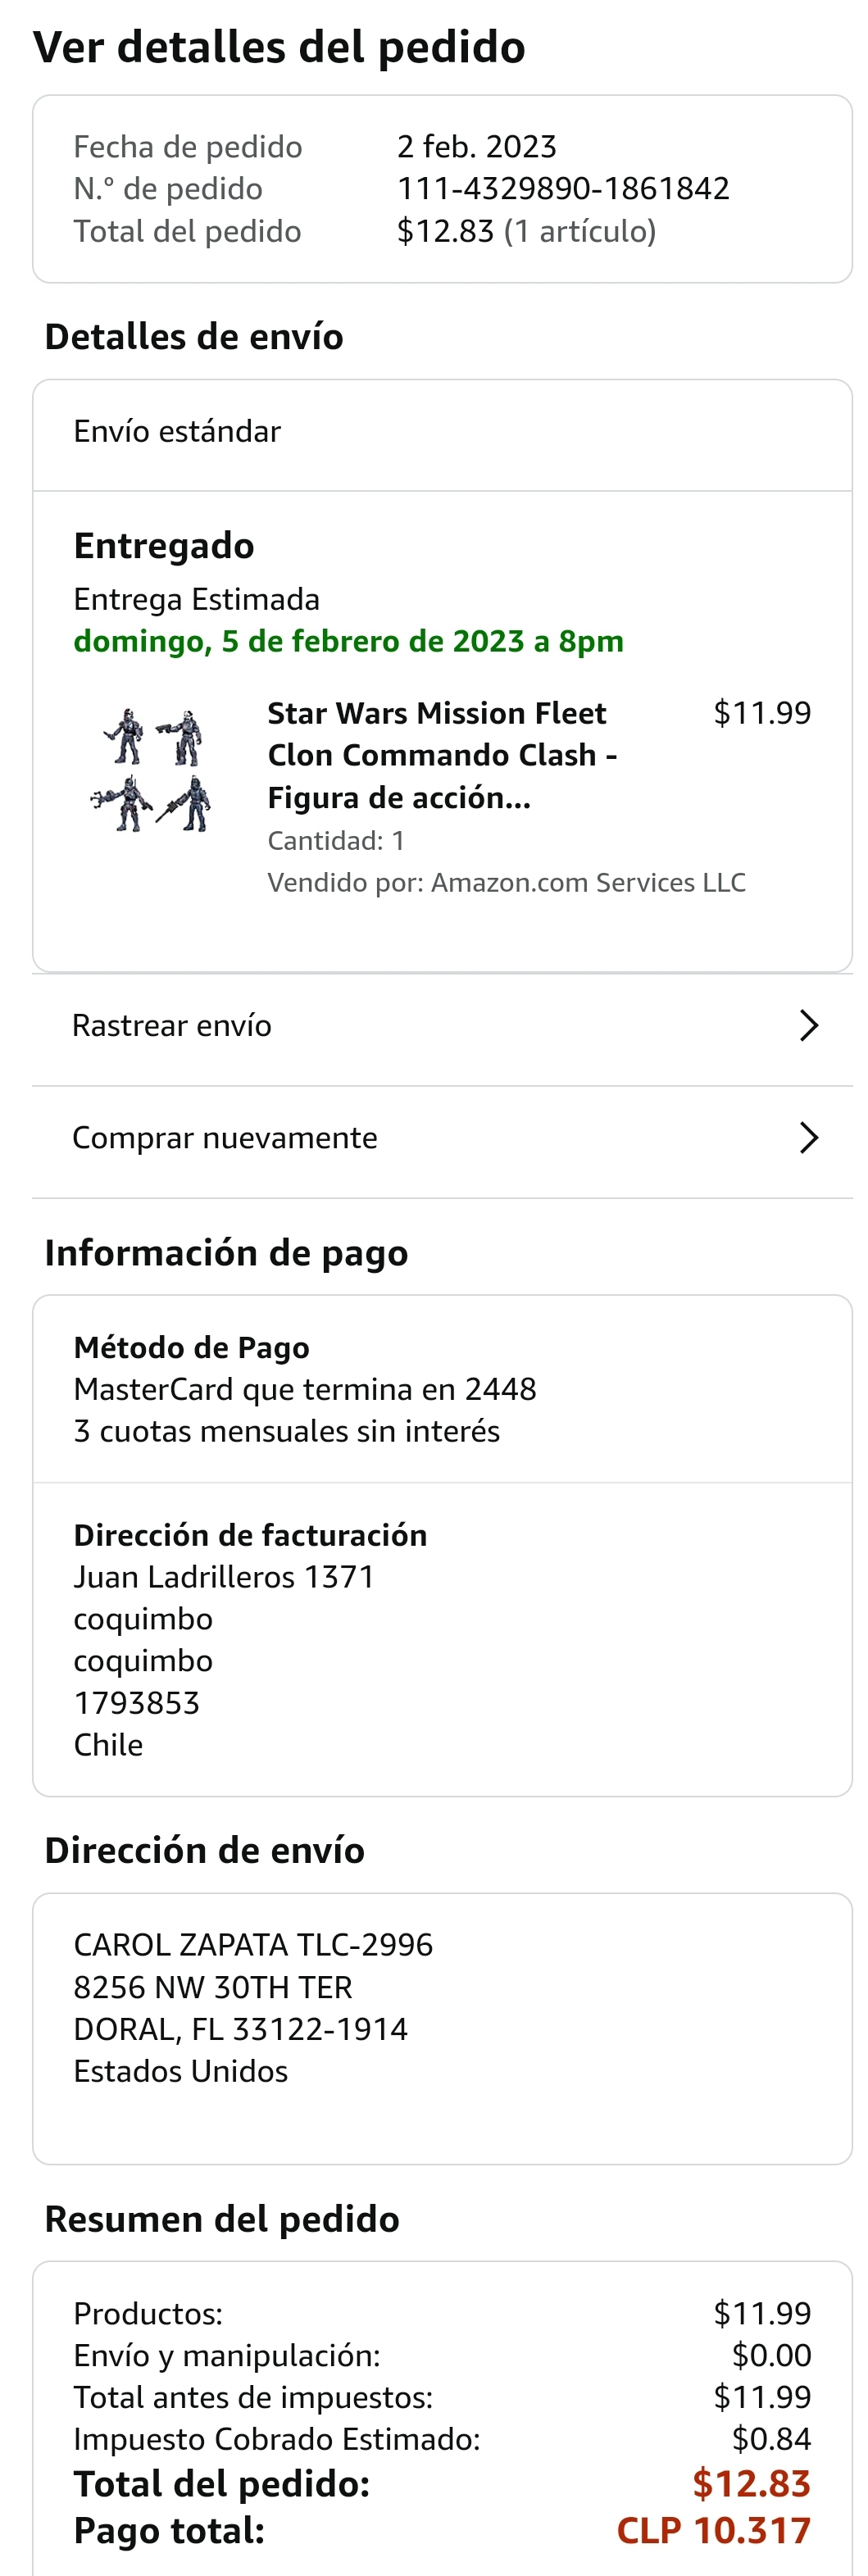 Ver detalles del pedido
Fecha de pedido 2 feb. 2023
N.º de pedido 111-4329890-1861842
Total del pedido $12.83 (1 artículo)
Detalles de envío
Envío estándar
Entregado
Entrega Estimada
domingo, 5 de febrero de 2023 a 8pm
Star Wars Mission Fleet $11.99
Clon Commando Clash -
Figura de acción...
Cantidad: 1
Vendido por: Amazon.com Services LLC
Rastrear envío
Comprar nuevamente
Información de pago
Método de Pago
MasterCard que termina en 2448
3 cuotas mensuales sin interés
Dirección de facturación
Juan Ladrilleros 1371
coquimbo
coquimbo
1793853
Chile
Dirección de envío
CAROL ZAPATA TLC-2996
8256 NW 30TH TER
DORAL, FL 33122-1914
Estados Unidos
Resumen del pedido
Productos: $11.99
Envío y manipulación: $0.00
Total antes de impuestos: $11.99
Impuesto Cobrado Estimado: $0.84
Total del pedido: $12.83
Pago total: CLP 10.317